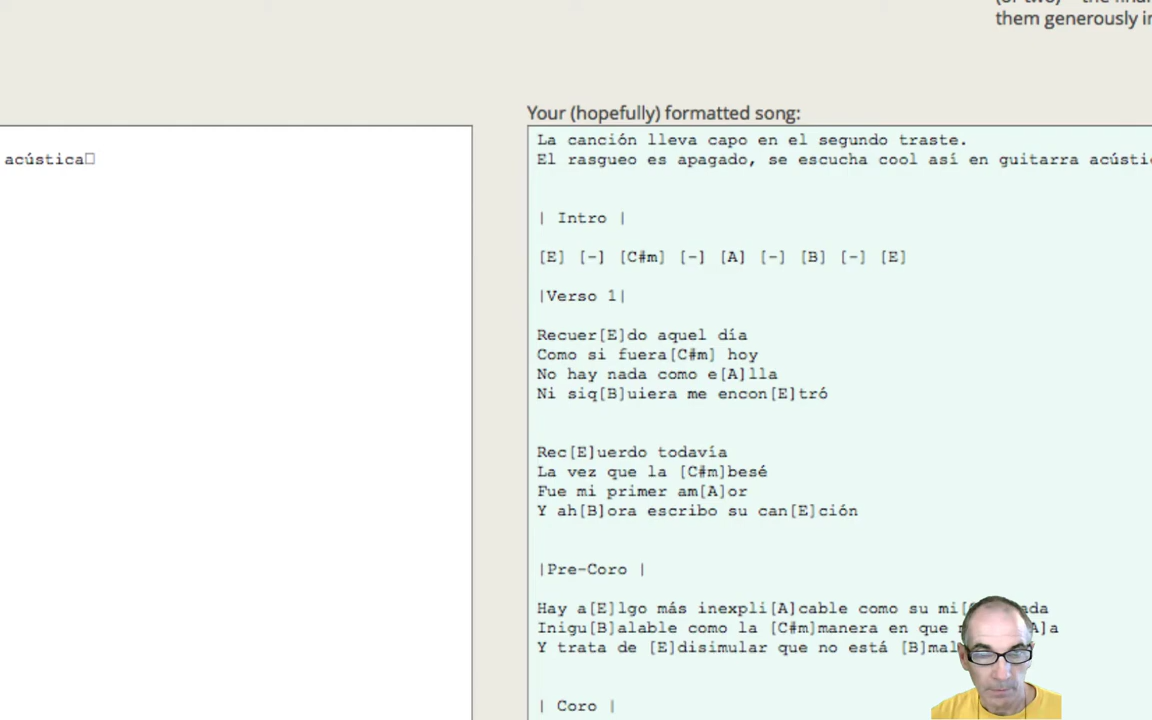 them generously in
Your (hopefully) formatted song:
acústica
La canción lleva capo en el segundo traste.
El rasgueo es apagado, se escucha cool así en guitarra
| Intro |
[E] [-] [C#m] [-] [A] [-] [B] [-] [E]
|Verso 1|
Recuer[E]do aquel día
Como si fuera[C#m] hoy
No hay nada como e[A]lla
Ni siq[B]uiera me encon[E]tró
Rec[E]uerdo todavía
La vez que la [C#m]besé
Fue mi primer am[A]or
Y ah[B]ora escribo su can[E]ción
|Pre-Coro |
Hay a[E]lgo más inexpli[A]cable como su
Inigu[B]alable como la [C#m]manera en que
Y trata de [E]disimular que no está
| Coro |